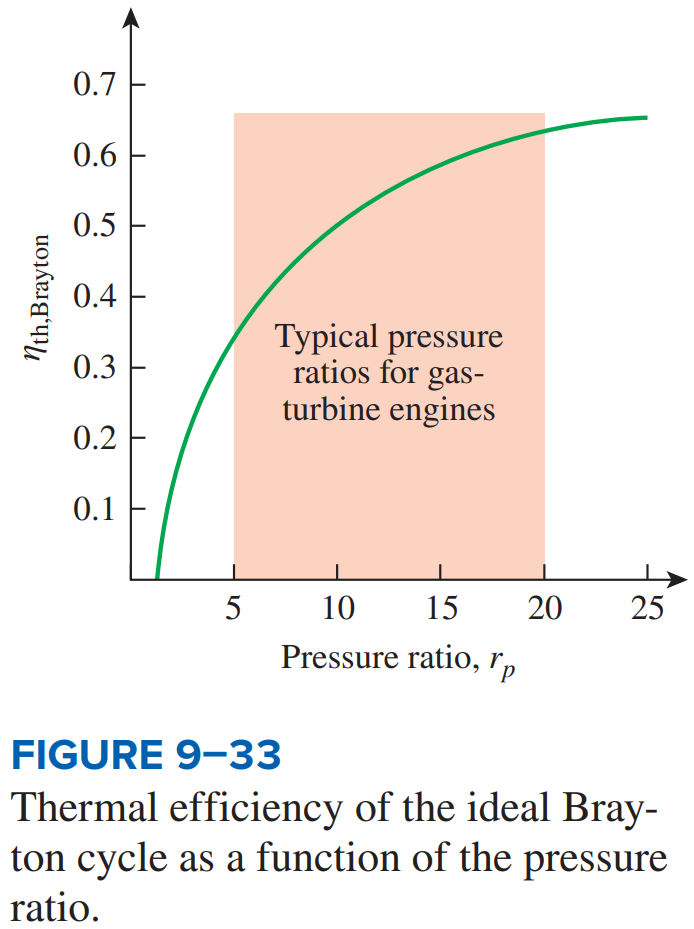 0.7
0.6
0.5
0.4
0.3
0.2
0.1
ηth,Brayton
Typical pressure
ratios for gas-
turbine engines
5 10 15 20 25
Pressure ratio, rp
FIGURE 9–33
Thermal efficiency of the ideal Bray-
ton cycle as a function of the pressure
ratio.